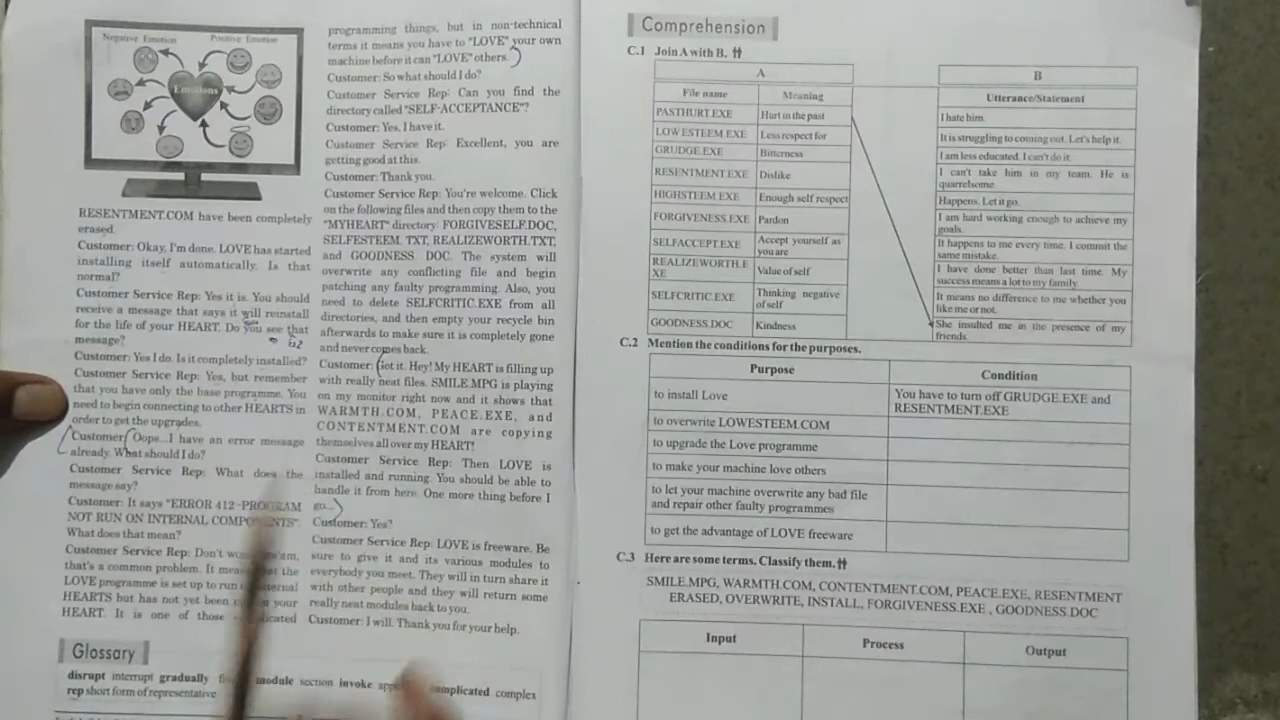 Negative Emotion Positive Emotion
Emotions
RESENTMENT.COM have been completely
erased.
Customer: Okay, I'm done. LOVE has started
installing itself automatically. Is that
normal?
Customer Service Rep: Yes it is. You should
receive a message that says it will reinstall
for the life of your HEART. Do you see that
message?
Customer: Yes I do. Is it completely installed?
Customer Service Rep: Yes, but remember
that you have only the base programme. You
need to begin connecting to other HEARTS in
order to get the upgrades.
Customer: Oops...I have an error message
already. What should I do?
Customer Service Rep: What does the
message say?
Customer: It says "ERROR 412 -PROGRAM
NOT RUN ON INTERNAL COMPONENTS".
What does that mean?
Customer Service Rep: Don't
that's a common problem. It the
LOVE programme is set up to run
HEARTS but has not yet been your
HEART. It is one of those
programming things, but in non-technical
terms it means you have to "LOVE" your own
machine before it can "LOVE" others.
Customer: So what should I do?
Customer Service Rep: Can you find the
directory called "SELF-ACCEPTANCE"?
Customer: Yes, I have it.
Customer Service Rep: Excellent, you are
getting good at this.
Customer: Thank you.
Customer Service Rep: You're welcome. Click
on the following files and then copy them to the
"MYHEART" directory: FORGIVESELF.DOC,
SELFESTEEM. TXT, REALIZEWORTH.TXT,
and GOODNESS. DOC. The system will
overwrite any conflicting file and begin
patching any faulty programming. Also, you
need to delete SELFCRITIC.EXE from all
directories, and then empty your recycle bin
afterwards to make sure it is completely gone
and never comes back.
Customer: Got it. Hey! My HEART is filling up
with really neat files. SMILE.MPG is playing
on my monitor right now and it shows that
WARMTH.COM, PEACE.EXE, and
CONTENTMENT.COM are copying
themselves all over my HEART!
Customer Service Rep: Then LOVE is
installed and running. You should be able to
handle it from here. One more thing before I
go...
Customer: Yes?
Customer Service Rep: LOVE is freeware. Be
sure to give it and its various modules to
everybody you meet. They will in turn share it
with other people and they will return some
really neat modules back to you.
Customer: I will. Thank you for your help.
Glossary
disrupt interrupt gradually module section invoke complicated complex
rep short form of representative
Comprehension
C.1 Join A with B.
A B
File name Meaning Utterance/Statement
PASTHURT.EXE Hurt in the past I hate him.
LOWESTEEM.EXE Less respect for It is struggling to coming out. Let's help it.
GRUDGE.EXE Bitterness I am less educated. I can't do it.
RESENTMENT.EXE Dislike I can't take him in my team. He is
quarrelsome.
HIGHSTEEM.EXE Enough self respect Happens. Let it go.
FORGIVENESS.EXE Pardon I am hard working enough to achieve my
goals.
SELFACCEPT.EXE Accept yourself as It happens to me every time. I commit the
you are same mistake.
REALIZEWORTH.E Value of self I have done better than last time. My
XE success means a lot to my family.
SELFCRITIC.EXE Thinking negative It means no difference to me whether you
of self like me or not.
GOODNESS.DOC Kindness She insulted me in the presence of my
friends.
C.2 Mention the conditions for the purposes.
Purpose Condition
to install Love You have to turn off GRUDGE.EXE and
RESENTMENT.EXE
to overwrite LOWESTEEM.COM
to upgrade the Love programme
to make your machine love others
to let your machine overwrite any bad file
and repair other faulty programmes
to get the advantage of LOVE freeware
C.3 Here are some terms. Classify them.
SMILE.MPG, WARMTH.COM, CONTENTMENT.COM, PEACE.EXE, RESENTMENT
ERASED, OVERWRITE, INSTALL, FORGIVENESS.EXE , GOODNESS.DOC
Input Process Output